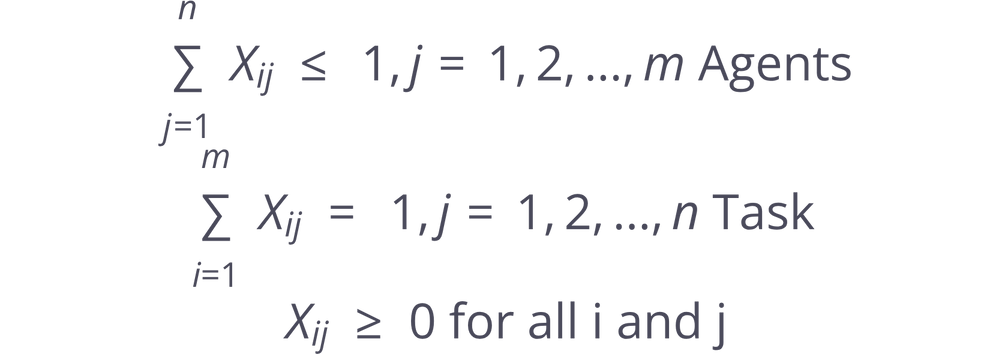 n
∑ Xij ≤ 1, j = 1, 2, ..., m Agents
j=1
m
∑ Xij = 1, j = 1, 2, ..., n Task
i=1
Xij ≥ 0 for all i and j